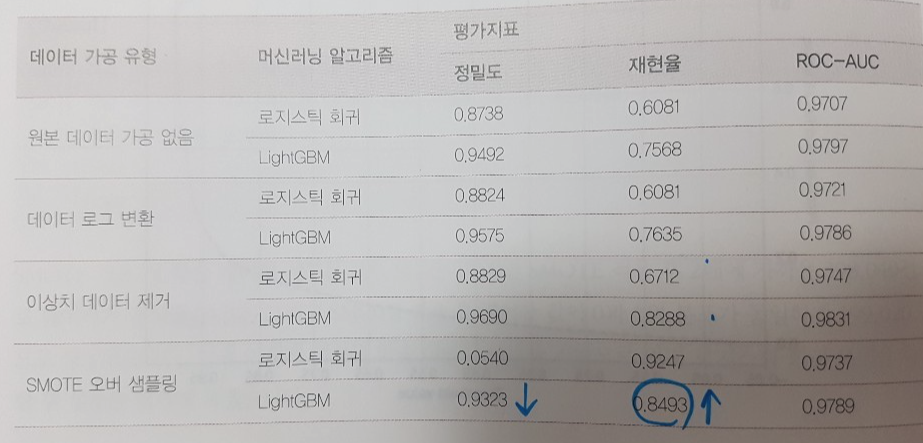 평가지표
데이터 가공 유형 머신러닝 알고리즘 정밀도 재현율 ROC-AUC
원본 데이터 가공 없음 로지스틱 회귀 0.8738 0.6081 0.9707
LightGBM 0.9492 0.7568 0.9797
데이터 로그 변환 로지스틱 회귀 0.8824 0.6081 0.9721
LightGBM 0.9575 0.7635 0.9786
이상치 데이터 제거 로지스틱 회귀 0.8829 0.6712 0.9747
LightGBM 0.9690 0.8288 0.9831
SMOTE 오버 샘플링 로지스틱 회귀 0.0540 0.9247 0.9737
LightGBM 0.9323 ↓ 0.8493 ↑ 0.9789